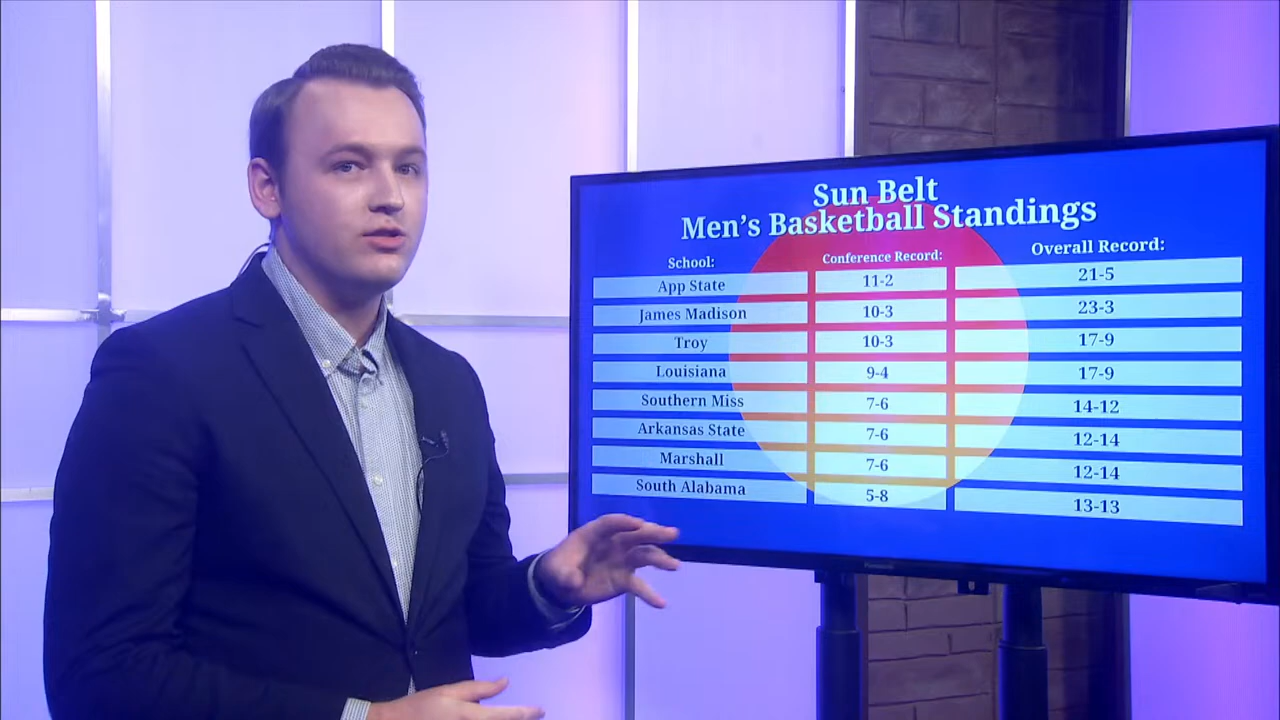 Sun Belt
Men's Basketball Standings
School: Conference Record: Overall Record:
App State 11-2 21-5
James Madison 10-3 23-3
Troy 10-3 17-9
Louisiana 9-4 17-9
Southern Miss 7-6 14-12
Arkansas State 7-6 12-14
Marshall 7-6 12-14
South Alabama 5-8 13-13
Panasonic